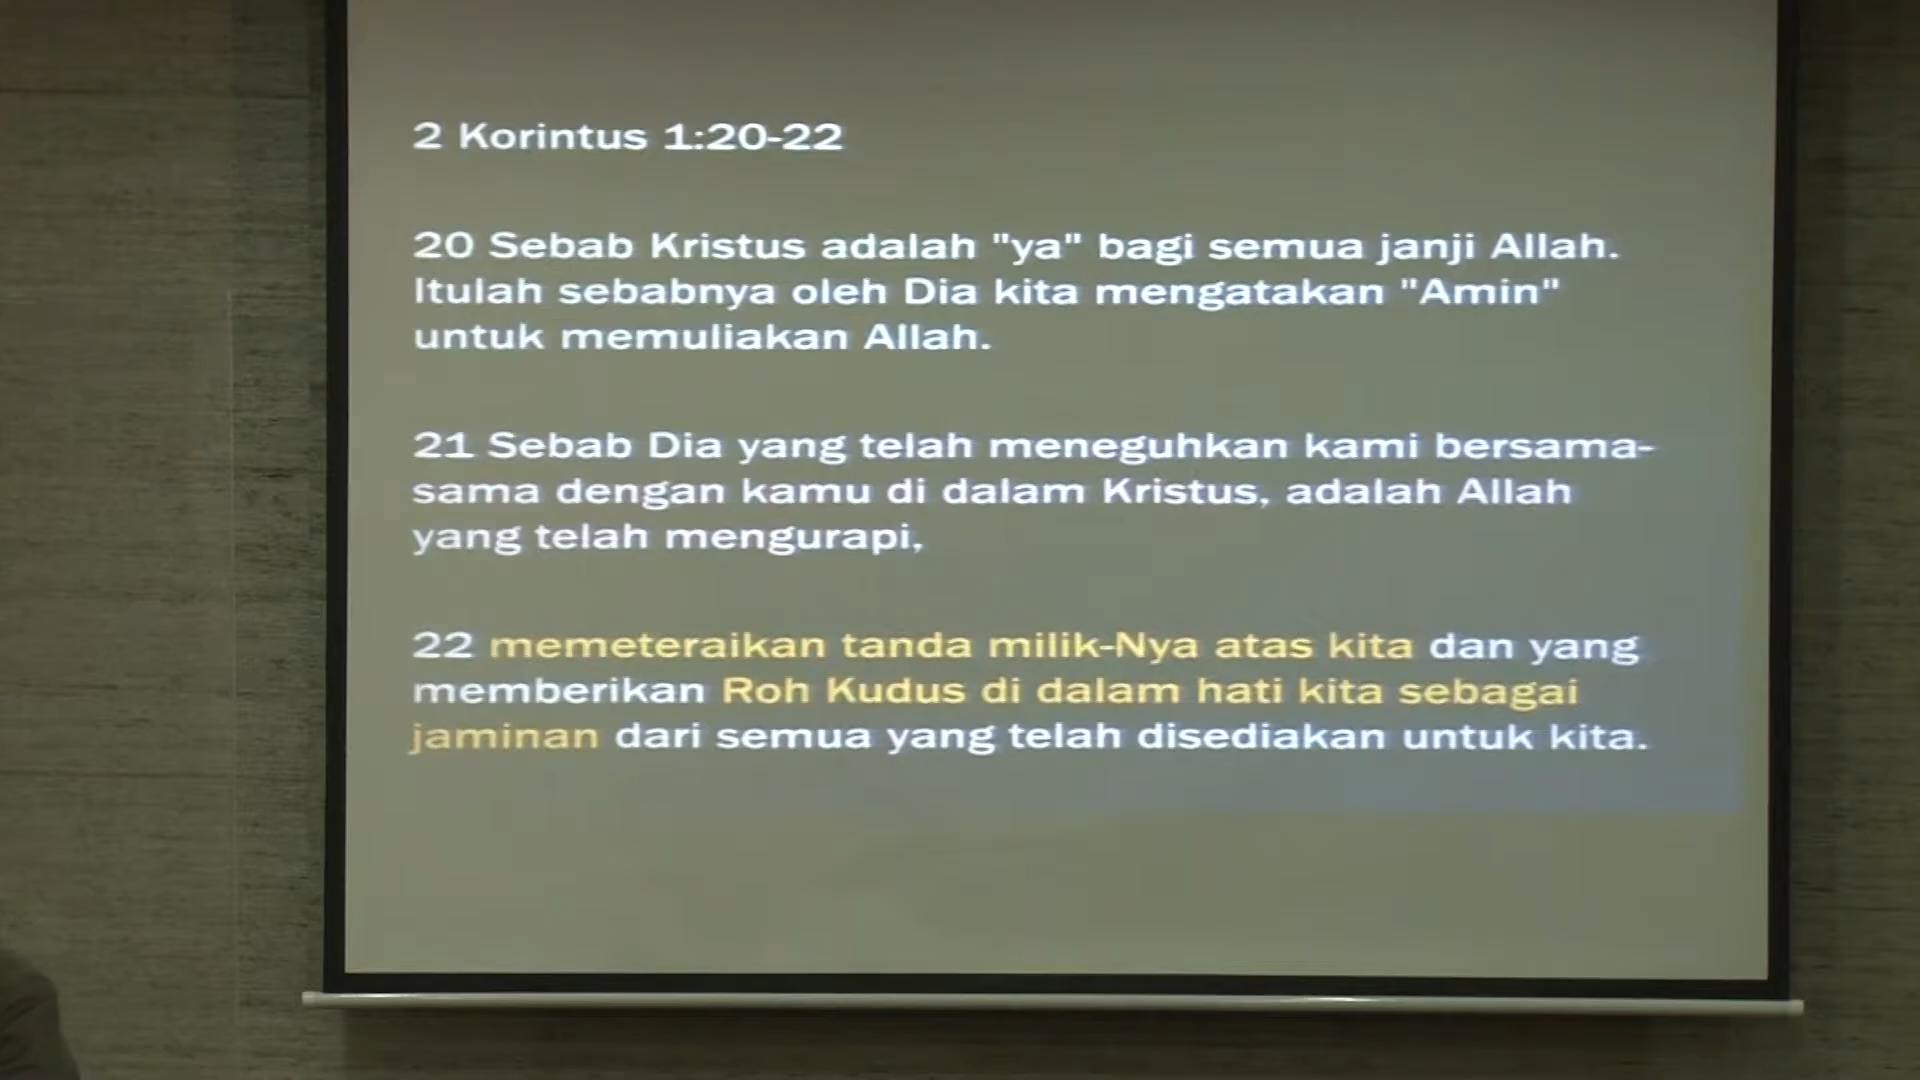 2 Korintus 1:20-22
20 Sebab Kristus adalah "ya" bagi semua janji Allah.
Itulah sebabnya oleh Dia kita mengatakan "Amin"
untuk memuliakan Allah.
21 Sebab Dia yang telah meneguhkan kami bersama-
sama dengan kamu di dalam Kristus, adalah Allah
yang telah mengurapi,
22 memeteraikan tanda milik-Nya atas kita dan yang
memberikan Roh Kudus di dalam hati kita sebagai
jaminan dari semua yang telah disediakan untuk kita.